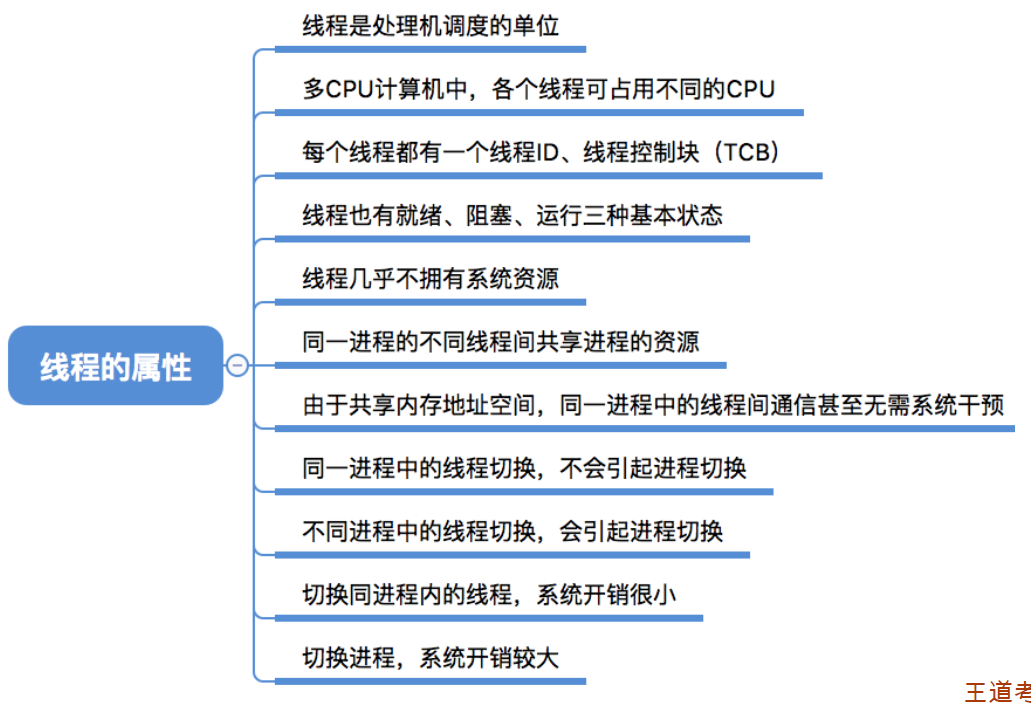 线程是处理机调度的单位
多CPU计算机中，各个线程可占用不同的CPU
每个线程都有一个线程ID、线程控制块（TCB）
线程也有就绪、阻塞、运行三种基本状态
线程几乎不拥有系统资源
线程的属性
同一进程的不同线程间共享进程的资源
由于共享内存地址空间，同一进程中的线程间通信甚至无需系统干预
同一进程中的线程切换，不会引起进程切换
不同进程中的线程切换，会引起进程切换
切换同进程内的线程，系统开销很小
切换进程，系统开销较大
王道考